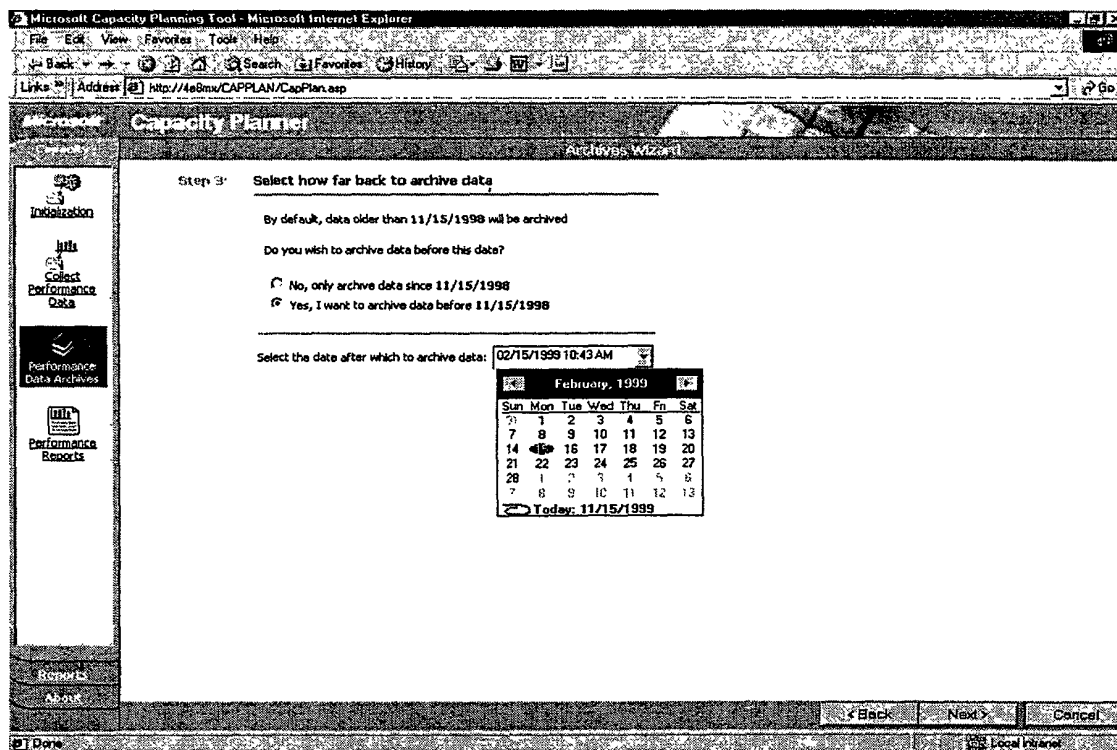 Microsoft Capacity Planning Tool - Microsoft Internet Explorer
File Edit View Favorites Tools Help
Back Search Favorites History
Links Address http://4e8mx/CAPPLAN/CapPlan.asp Go
Microsoft Capacity Planner
Capacity Archives Wizard
Step 3: Select how far back to archive data
By default, data older than 11/15/1998 will be archived
Do you wish to archive data before this date?
No, only archive data since 11/15/1998
Yes, I want to archive data before 11/15/1998
Select the date after which to archive data: 02/15/1999 10:43 AM
February, 1999
Sun Mon Tue Wed Thu Fri Sat
1 2 3 4 5 6
7 8 9 10 11 12 13
14 16 17 18 19 20
21 22 23 24 25 26 27
28 1 2 3 4 5 6
7 8 9 10 11 12 13
Today: 11/15/1999
Initialization
Collect
Performance
Data
Performance
Data Archives
Performance
Reports
Reports
About
< Back Next > Cancel
Done Local intranet